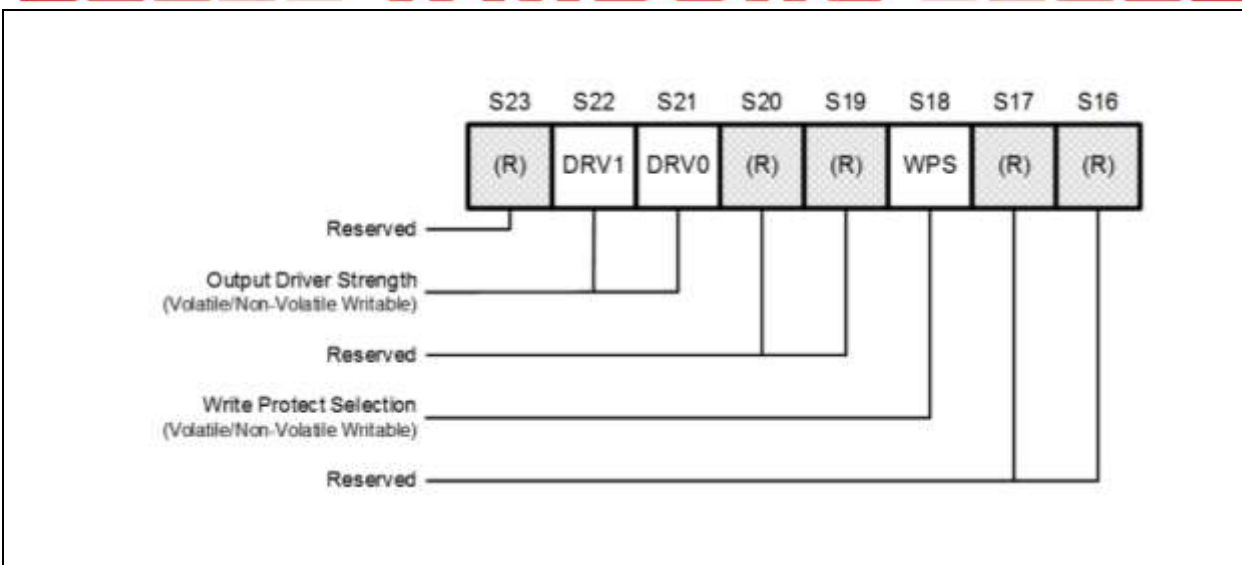 S23 S22 S21 S20 S19 S18 S17 S16
(R) DRV1 DRV0 (R) (R) WPS (R) (R)
Reserved
Output Driver Strength
(Volatile/Non-Volatile Writable)
Reserved
Write Protect Selection
(Volatile/Non-Volatile Writable)
Reserved